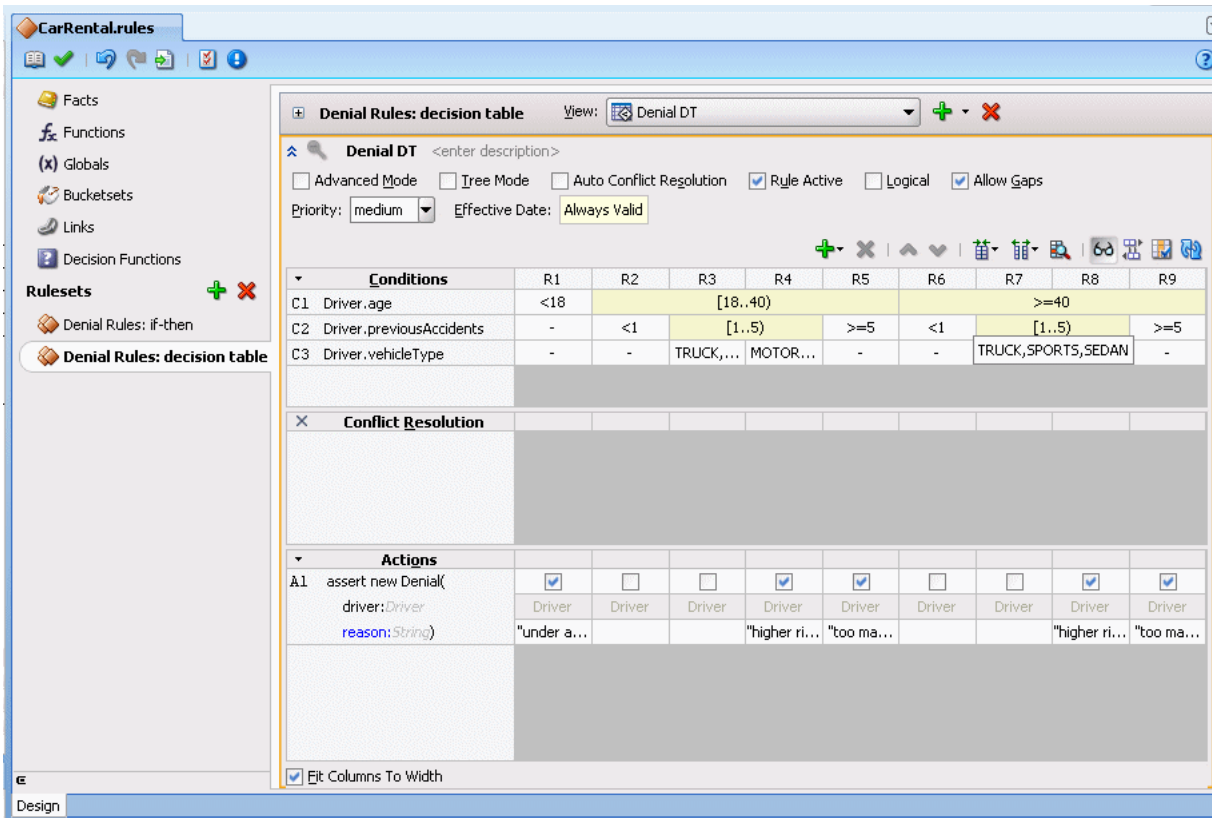 CarRental.rules
Facts
fx Functions
(x) Globals
Bucketsets
Links
Decision Functions
Rulesets
Denial Rules: if-then
Denial Rules: decision table
Denial Rules: decision table View: Denial DT
Denial DT <enter description>
Advanced Mode Tree Mode Auto Conflict Resolution Rule Active Logical Allow Gaps
Priority: medium Effective Date: Always Valid
Conditions R1 R2 R3 R4 R5 R6 R7 R8 R9
C1 Driver.age <18 [18..40) >=40
C2 Driver.previousAccidents - <1 [1..5) >=5 <1 [1..5) >=5
C3 Driver.vehicleType - - TRUCK,... MOTOR... - - TRUCK,SPORTS,SEDAN -
Conflict Resolution
Actions
A1 assert new Denial(
driver:Driver Driver Driver Driver Driver Driver Driver Driver Driver Driver
reason:String) "under a... "higher ri... "too ma... "higher ri... "too ma...
Fit Columns To Width
Design